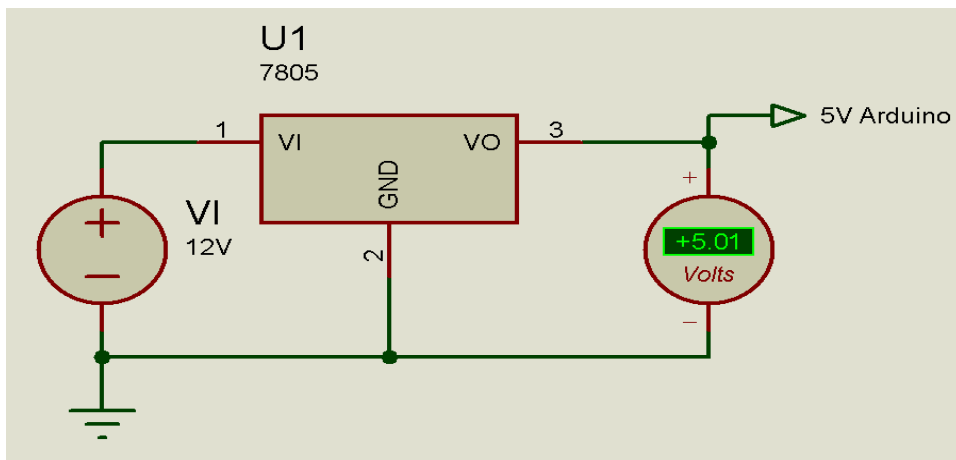 U1
7805
1
VI
VO
3
GND
2
VI
12V
+
−
5V Arduino
+
+5.01
Volts
−